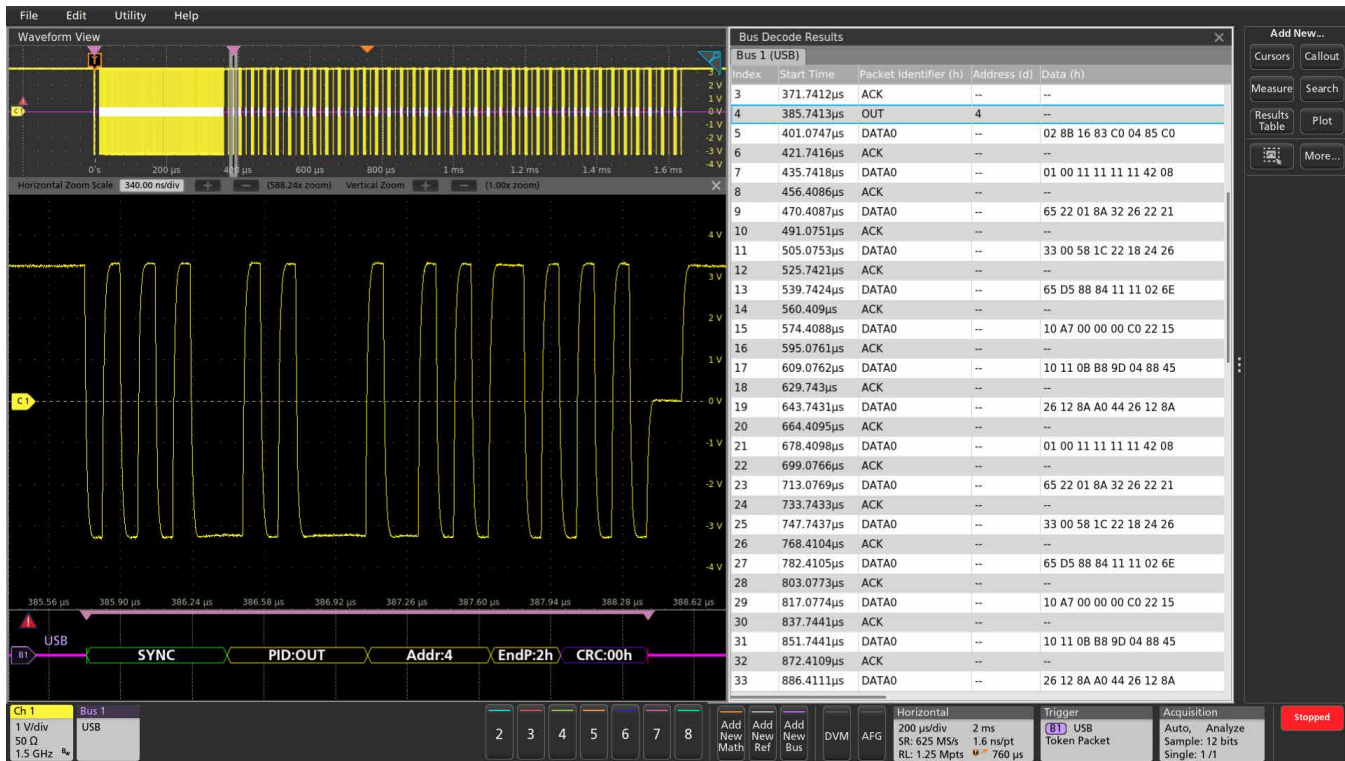 File Edit Utility Help
Waveform View
3 V
2 V
1 V
0 V
-1 V
-2 V
-3 V
-4 V
C1
0 s 200 µs 400 µs 600 µs 800 µs 1 ms 1.2 ms 1.4 ms 1.6 ms
Horizontal Zoom Scale 340.00 ns/div + − (588.24x zoom) Vertical Zoom + − (1.00x zoom) ×
4 V
3 V
2 V
1 V
C1 0 V
-1 V
-2 V
-3 V
-4 V
385.56 µs 385.90 µs 386.24 µs 386.58 µs 386.92 µs 387.26 µs 387.60 µs 387.94 µs 388.28 µs 388.62 µs
USB
B1 SYNC PID:OUT Addr:4 EndP:2h CRC:00h
Bus Decode Results ×
Bus 1 (USB)
Index Start Time Packet Identifier (h) Address (d) Data (h)
3 371.7412µs ACK -- --
4 385.7413µs OUT 4 --
5 401.0747µs DATA0 -- 02 8B 16 83 C0 04 85 C0
6 421.7416µs ACK -- --
7 435.7418µs DATA0 -- 01 00 11 11 11 11 42 08
8 456.4086µs ACK -- --
9 470.4087µs DATA0 -- 65 22 01 8A 32 26 22 21
10 491.0751µs ACK -- --
11 505.0753µs DATA0 -- 33 00 58 1C 22 18 24 26
12 525.7421µs ACK -- --
13 539.7424µs DATA0 -- 65 D5 88 84 11 11 02 6E
14 560.409µs ACK -- --
15 574.4088µs DATA0 -- 10 A7 00 00 00 C0 22 15
16 595.0761µs ACK -- --
17 609.0762µs DATA0 -- 10 11 0B B8 9D 04 88 45
18 629.743µs ACK -- --
19 643.7431µs DATA0 -- 26 12 8A A0 44 26 12 8A
20 664.4095µs ACK -- --
21 678.4098µs DATA0 -- 01 00 11 11 11 11 42 08
22 699.0766µs ACK -- --
23 713.0769µs DATA0 -- 65 22 01 8A 32 26 22 21
24 733.7433µs ACK -- --
25 747.7437µs DATA0 -- 33 00 58 1C 22 18 24 26
26 768.4104µs ACK -- --
27 782.4105µs DATA0 -- 65 D5 88 84 11 11 02 6E
28 803.0773µs ACK -- --
29 817.0774µs DATA0 -- 10 A7 00 00 00 C0 22 15
30 837.7441µs ACK -- --
31 851.7441µs DATA0 -- 10 11 0B B8 9D 04 88 45
32 872.4109µs ACK -- --
33 886.4111µs DATA0 -- 26 12 8A A0 44 26 12 8A
Add New...
Cursors Callout
Measure Search
Results Table Plot
More...
Ch 1
1 V/div
50 Ω
1.5 GHz Bw
Bus 1
USB
2 3 4 5 6 7 8
Add New Math
Add New Ref
Add New Bus
DVM AFG
Horizontal
200 µs/div 2 ms
SR: 625 MS/s 1.6 ns/pt
RL: 1.25 Mpts 760 µs
Trigger
B1 USB
Token Packet
Acquisition
Auto, Analyze
Sample: 12 bits
Single: 1 /1
Stopped